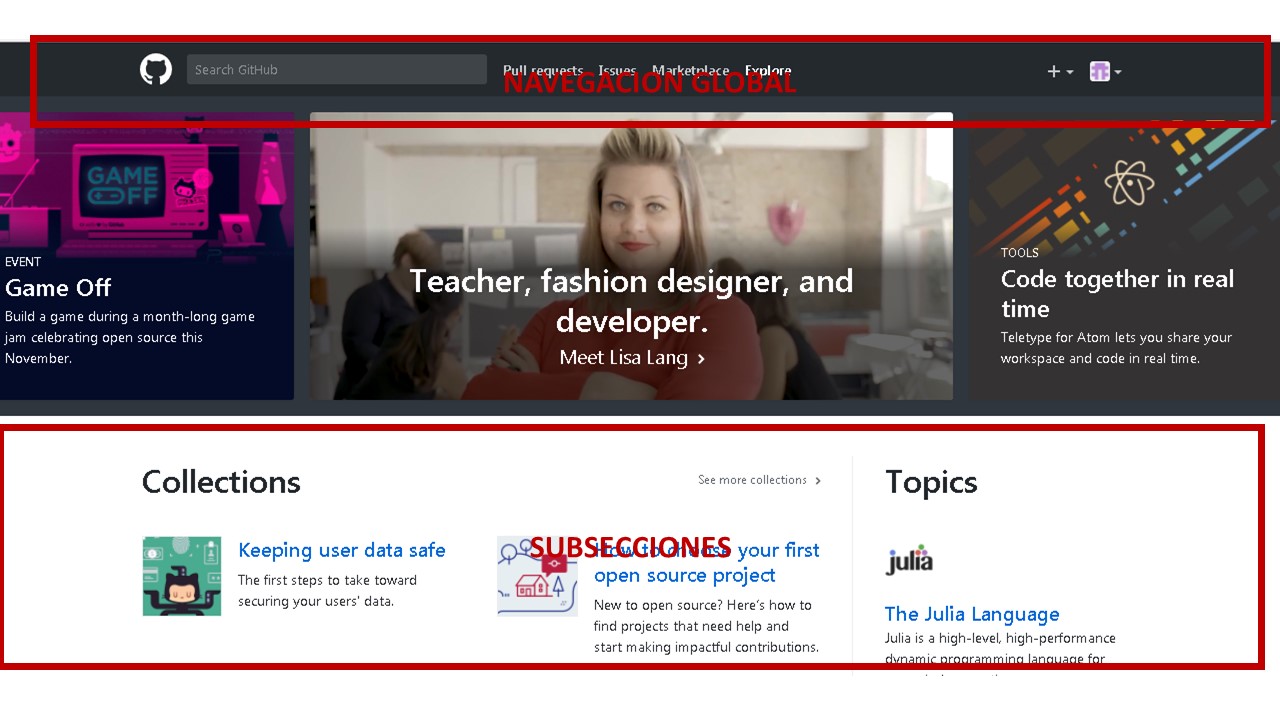 Search GitHub
Pull requests Issues Marketplace Explore
NAVEGACION GLOBAL
GAME
OFF
EVENT
Game Off
Build a game during a month-long game
jam celebrating open source this
November.
Teacher, fashion designer, and
developer.
Meet Lisa Lang
TOOLS
Code together in real
time
Teletype for Atom lets you share your
workspace and code in real time.
Collections
See more collections
Topics
SUBSECCIONES
Keeping user data safe
The first steps to take toward
securing your users' data.
How to choose your first
open source project
New to open source? Here's how to
find projects that need help and
start making impactful contributions.
julia
The Julia Language
Julia is a high-level, high-performance
dynamic programming language for